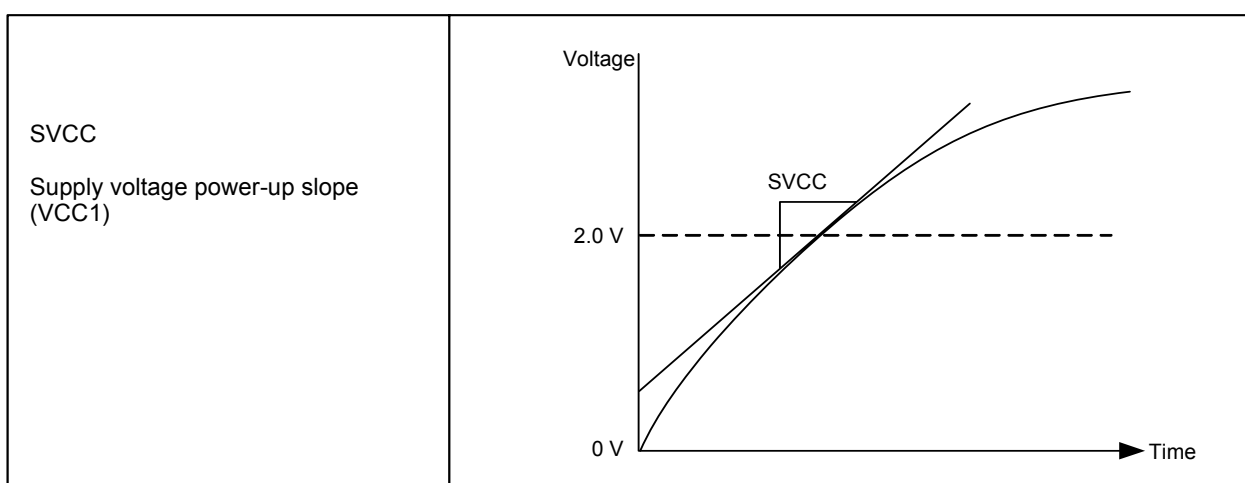 SVCC
Supply voltage power-up slope
(VCC1)
Voltage
SVCC
2.0 V
0 V
Time